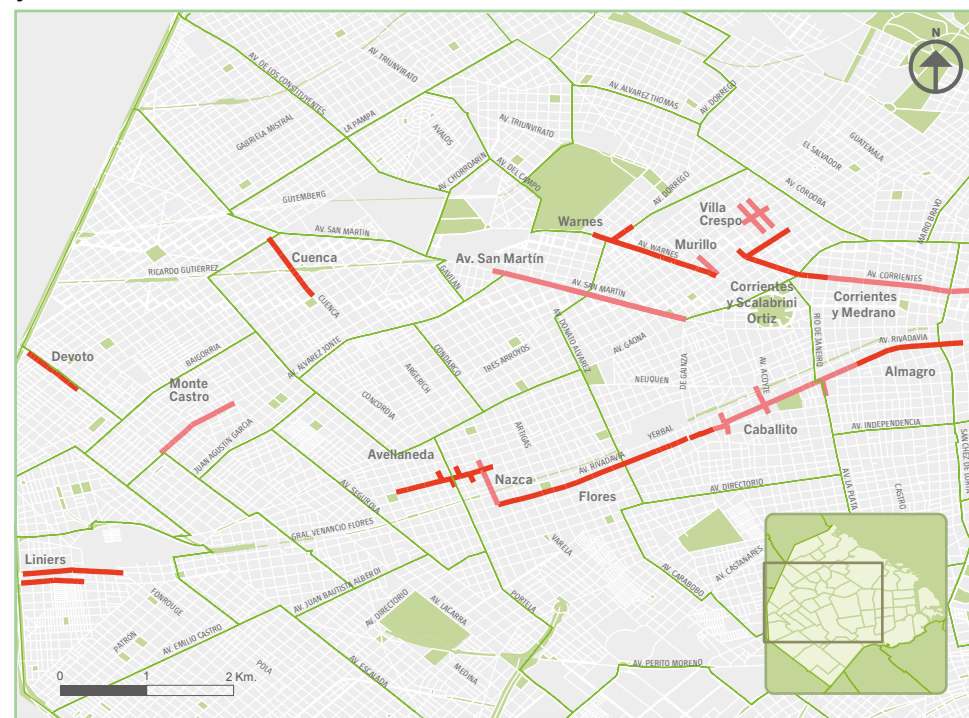 N
AV. DE LOS CONSTITUYENTES
AV. TRIUNVIRATO
AV. ALVAREZ THOMAS
AV. DORREGO
GABRIELA MISTRAL
LA PAMPA
AVALOS
AV. TRIUNVIRATO
EL SALVADOR
GUATEMALA
AV. CHORROARIN
AV. DEL CAMPO
AV. DORREGO
AV. CORDOBA
MARIO BRAVO
GUTEMBERG
AV. SAN MARTIN
Warnes
AV. WARNES
Villa
Crespo
Murillo
Cuenca
CUENCA
RICARDO GUTIERREZ
GAVILAN
Av. San Martín
AV. SAN MARTIN
Corrientes
y Scalabrini
Ortiz
AV. CORRIENTES
Corrientes
y Medrano
Deyoto
BAIGORRIA
AV. ALVAREZ JONTE
CONDARCO
ARGERICH
TRES ARROYOS
AV. DONATO ALVAREZ
AV. GAONA
NEUQUEN
DE GAINZA
AV. ACOYTE
RIO DE JANEIRO
AV. RIVADAVIA
Almagro
Monte
Castro
JUAN AGUSTIN GARCIA
CONCORDIA
ARTIGAS
YERBAL
Caballito
AV. INDEPENDENCIA
Avellaneda
Nazca
AV. RIVADAVIA
Flores
AV. DIRECTORIO
AV. LA PLATA
CASTRO
AV. SEGUROLA
GRAL. VENANCIO FLORES
VARELA
AV. CARABOBO
AV. CASTAÑARES
Liniers
FONROUGE
PATRON
AV. EMILIO CASTRO
AV. JUAN BAUTISTA ALBERDI
AV. DIRECTORIO
AV. LACARRA
PORTELA
POLA
AV. ESCALADA
MEDINA
AV. PERITO MORENO
0 1 2 Km.